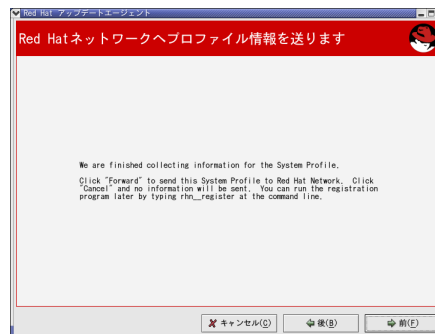 Red Hat アップデートエージェント
Red Hatネットワークへプロファイル情報を送ります
We are finished collecting information for the System Profile.
Click "Forward" to send this System Profile to Red Hat Network. Click
"Cancel" and no information will be sent. You can run the registration
program later by typing rhn__register at the command line.
キャンセル(C) 後(B) 前(F)